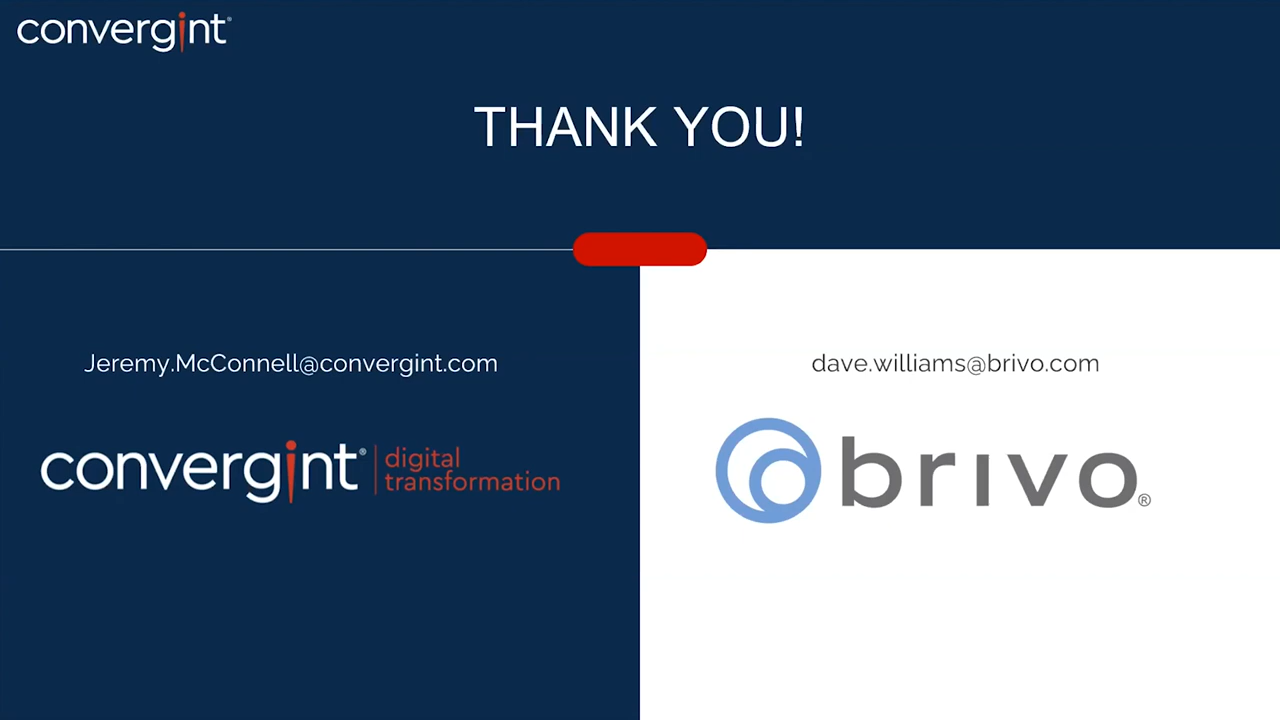 convergint®
THANK YOU!
Jeremy.McConnell@convergint.com
convergint® | digital
transformation
dave.williams@brivo.com
brivo®